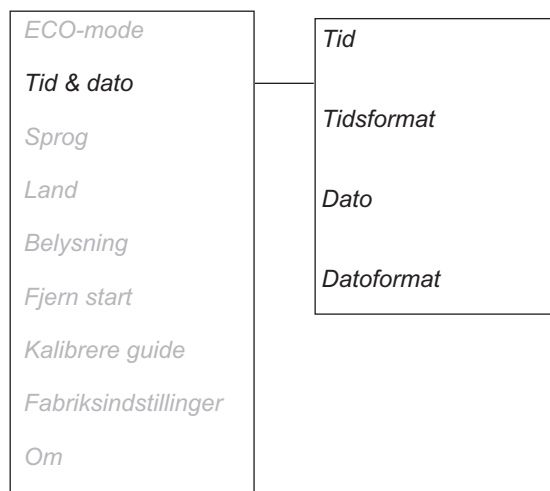 ECO-mode
Tid & dato
Sprog
Land
Belysning
Fjern start
Kalibrere guide
Fabriksindstillinger
Om
Tid
Tidsformat
Dato
Datoformat